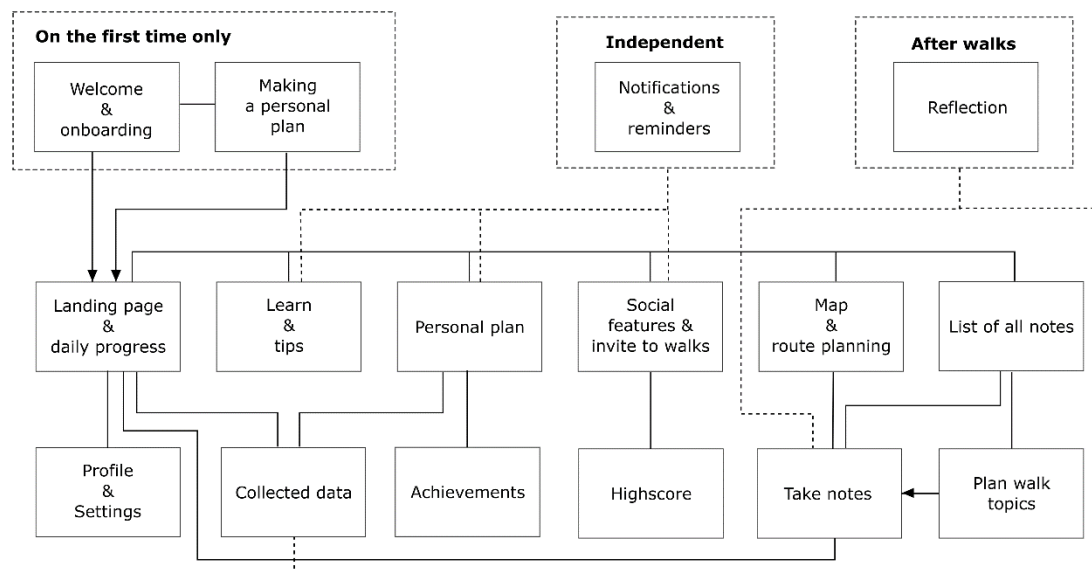 On the first time only
Welcome
&
onboarding
Making
a personal
plan
Independent
Notifications
&
reminders
After walks
Reflection
Landing page
&
daily progress
Learn
&
tips
Personal plan
Social
features &
invite to walks
Map
&
route planning
List of all notes
Profile
&
Settings
Collected data
Achievements
Highscore
Take notes
Plan walk
topics